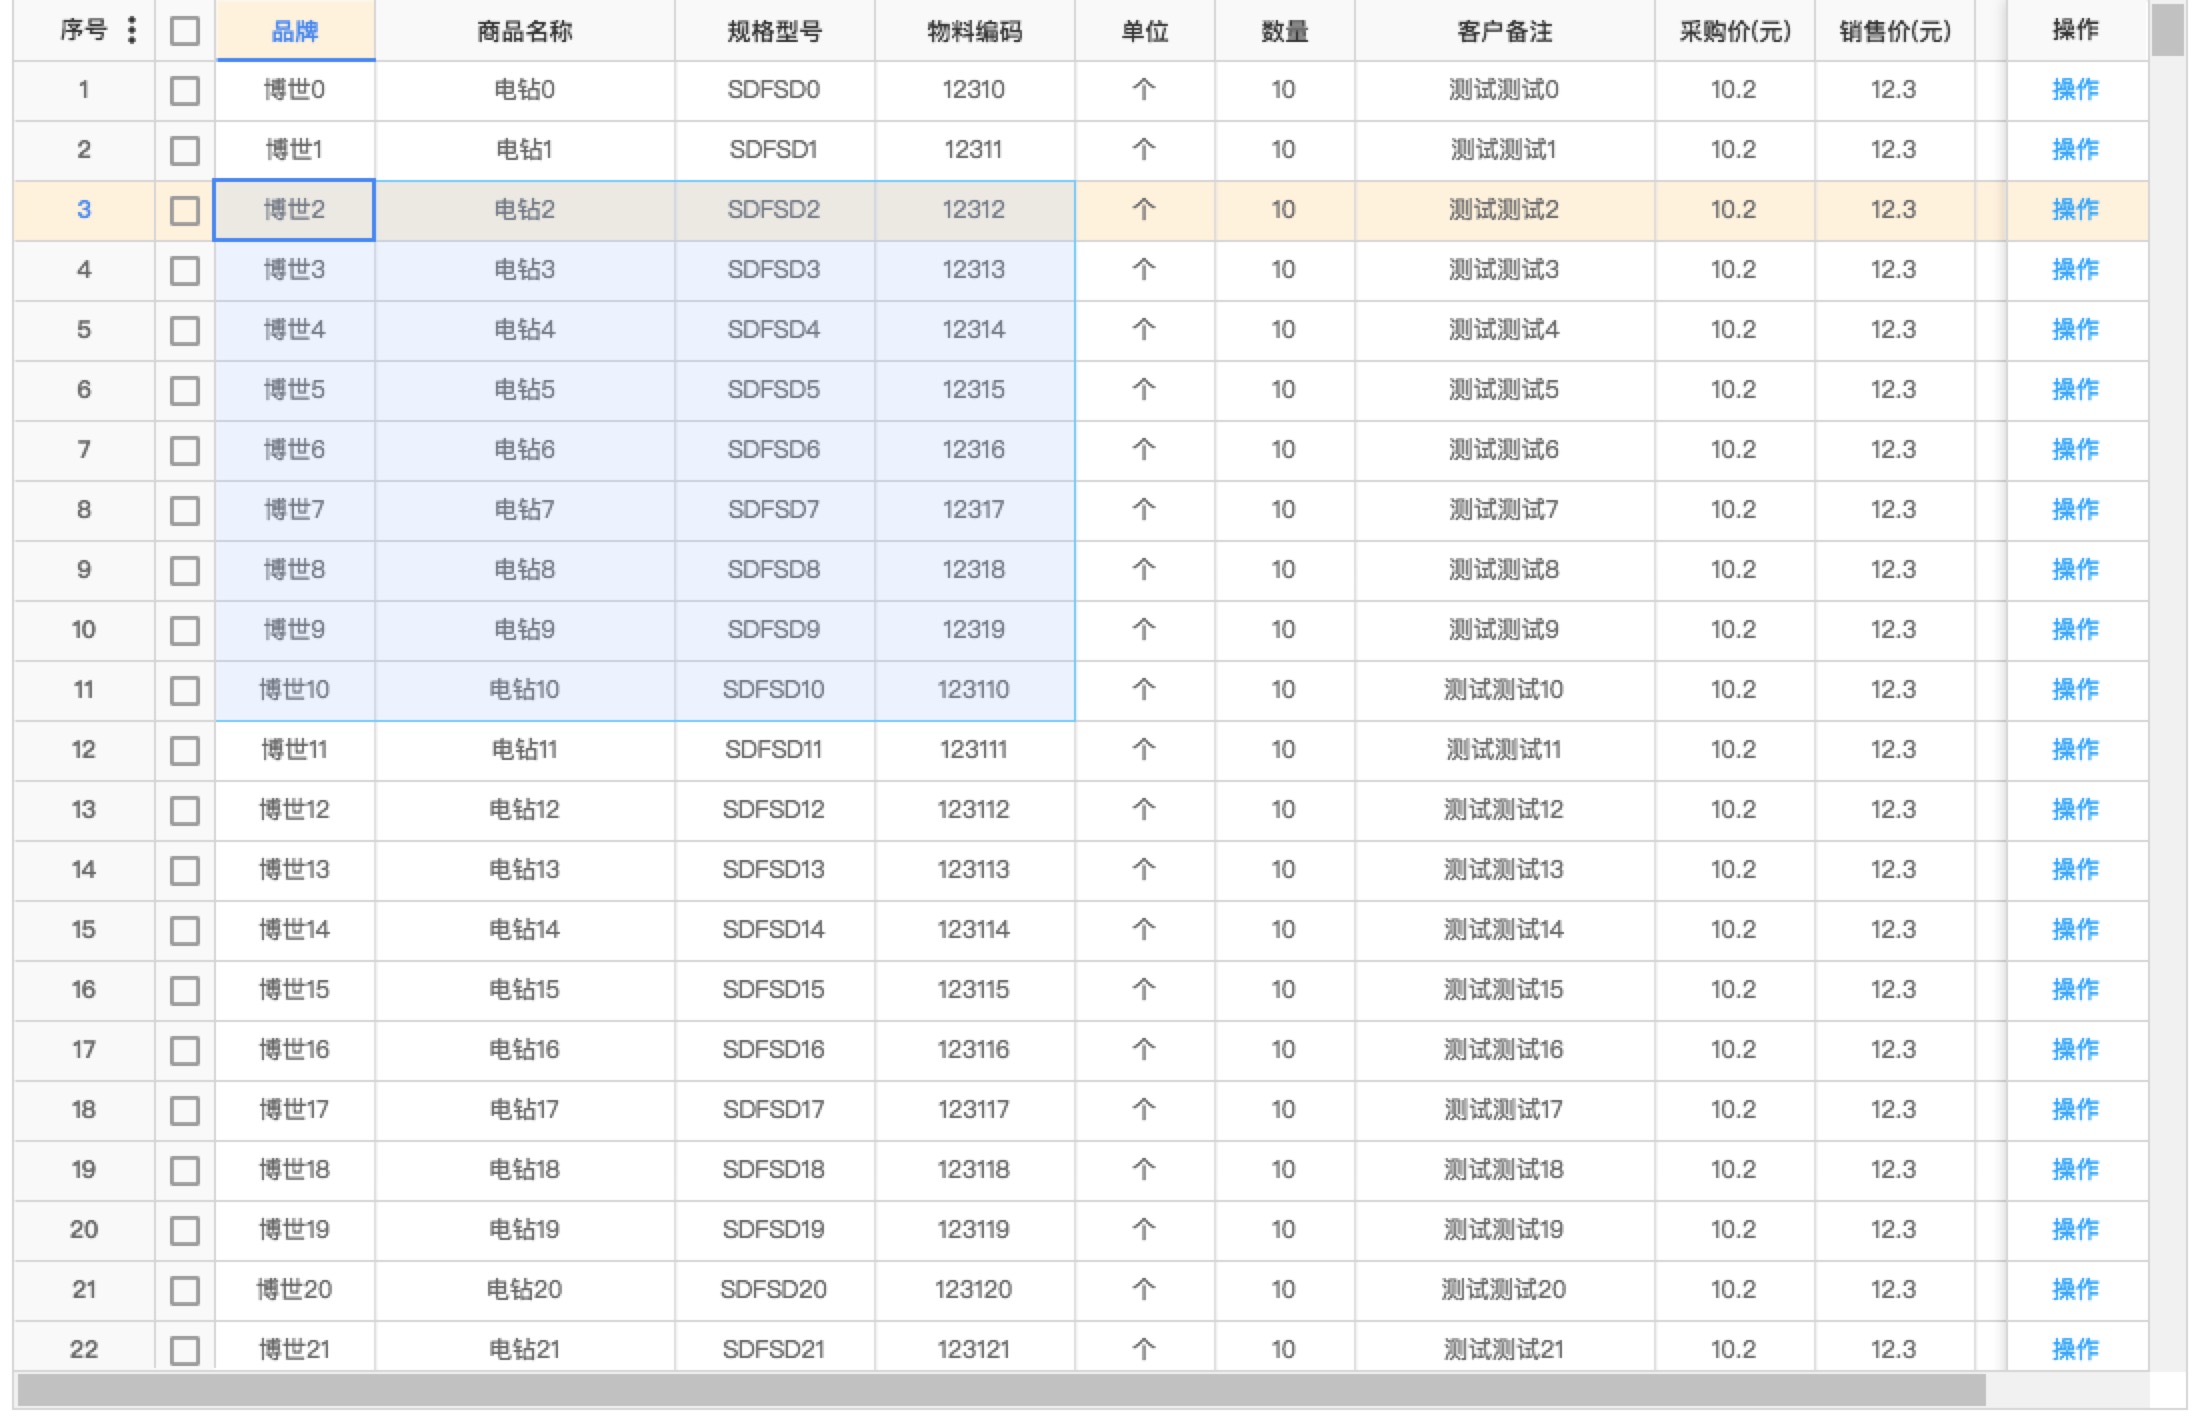 序号 品牌 商品名称 规格型号 物料编码 单位 数量 客户备注 采购价(元) 销售价(元) 操作
1 博世0 电钻0 SDFSD0 12310 个 10 测试测试0 10.2 12.3 操作
2 博世1 电钻1 SDFSD1 12311 个 10 测试测试1 10.2 12.3 操作
3 博世2 电钻2 SDFSD2 12312 个 10 测试测试2 10.2 12.3 操作
4 博世3 电钻3 SDFSD3 12313 个 10 测试测试3 10.2 12.3 操作
5 博世4 电钻4 SDFSD4 12314 个 10 测试测试4 10.2 12.3 操作
6 博世5 电钻5 SDFSD5 12315 个 10 测试测试5 10.2 12.3 操作
7 博世6 电钻6 SDFSD6 12316 个 10 测试测试6 10.2 12.3 操作
8 博世7 电钻7 SDFSD7 12317 个 10 测试测试7 10.2 12.3 操作
9 博世8 电钻8 SDFSD8 12318 个 10 测试测试8 10.2 12.3 操作
10 博世9 电钻9 SDFSD9 12319 个 10 测试测试9 10.2 12.3 操作
11 博世10 电钻10 SDFSD10 123110 个 10 测试测试10 10.2 12.3 操作
12 博世11 电钻11 SDFSD11 123111 个 10 测试测试11 10.2 12.3 操作
13 博世12 电钻12 SDFSD12 123112 个 10 测试测试12 10.2 12.3 操作
14 博世13 电钻13 SDFSD13 123113 个 10 测试测试13 10.2 12.3 操作
15 博世14 电钻14 SDFSD14 123114 个 10 测试测试14 10.2 12.3 操作
16 博世15 电钻15 SDFSD15 123115 个 10 测试测试15 10.2 12.3 操作
17 博世16 电钻16 SDFSD16 123116 个 10 测试测试16 10.2 12.3 操作
18 博世17 电钻17 SDFSD17 123117 个 10 测试测试17 10.2 12.3 操作
19 博世18 电钻18 SDFSD18 123118 个 10 测试测试18 10.2 12.3 操作
20 博世19 电钻19 SDFSD19 123119 个 10 测试测试19 10.2 12.3 操作
21 博世20 电钻20 SDFSD20 123120 个 10 测试测试20 10.2 12.3 操作
22 博世21 电钻21 SDFSD21 123121 个 10 测试测试21 10.2 12.3 操作